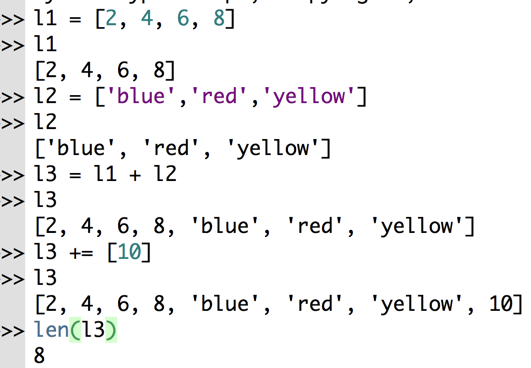 >> l1 = [2, 4, 6, 8]
>> l1
[2, 4, 6, 8]
>> l2 = ['blue','red','yellow']
>> l2
['blue', 'red', 'yellow']
>> l3 = l1 + l2
>> l3
[2, 4, 6, 8, 'blue', 'red', 'yellow']
>> l3 += [10]
>> l3
[2, 4, 6, 8, 'blue', 'red', 'yellow', 10]
>> len(l3)
8